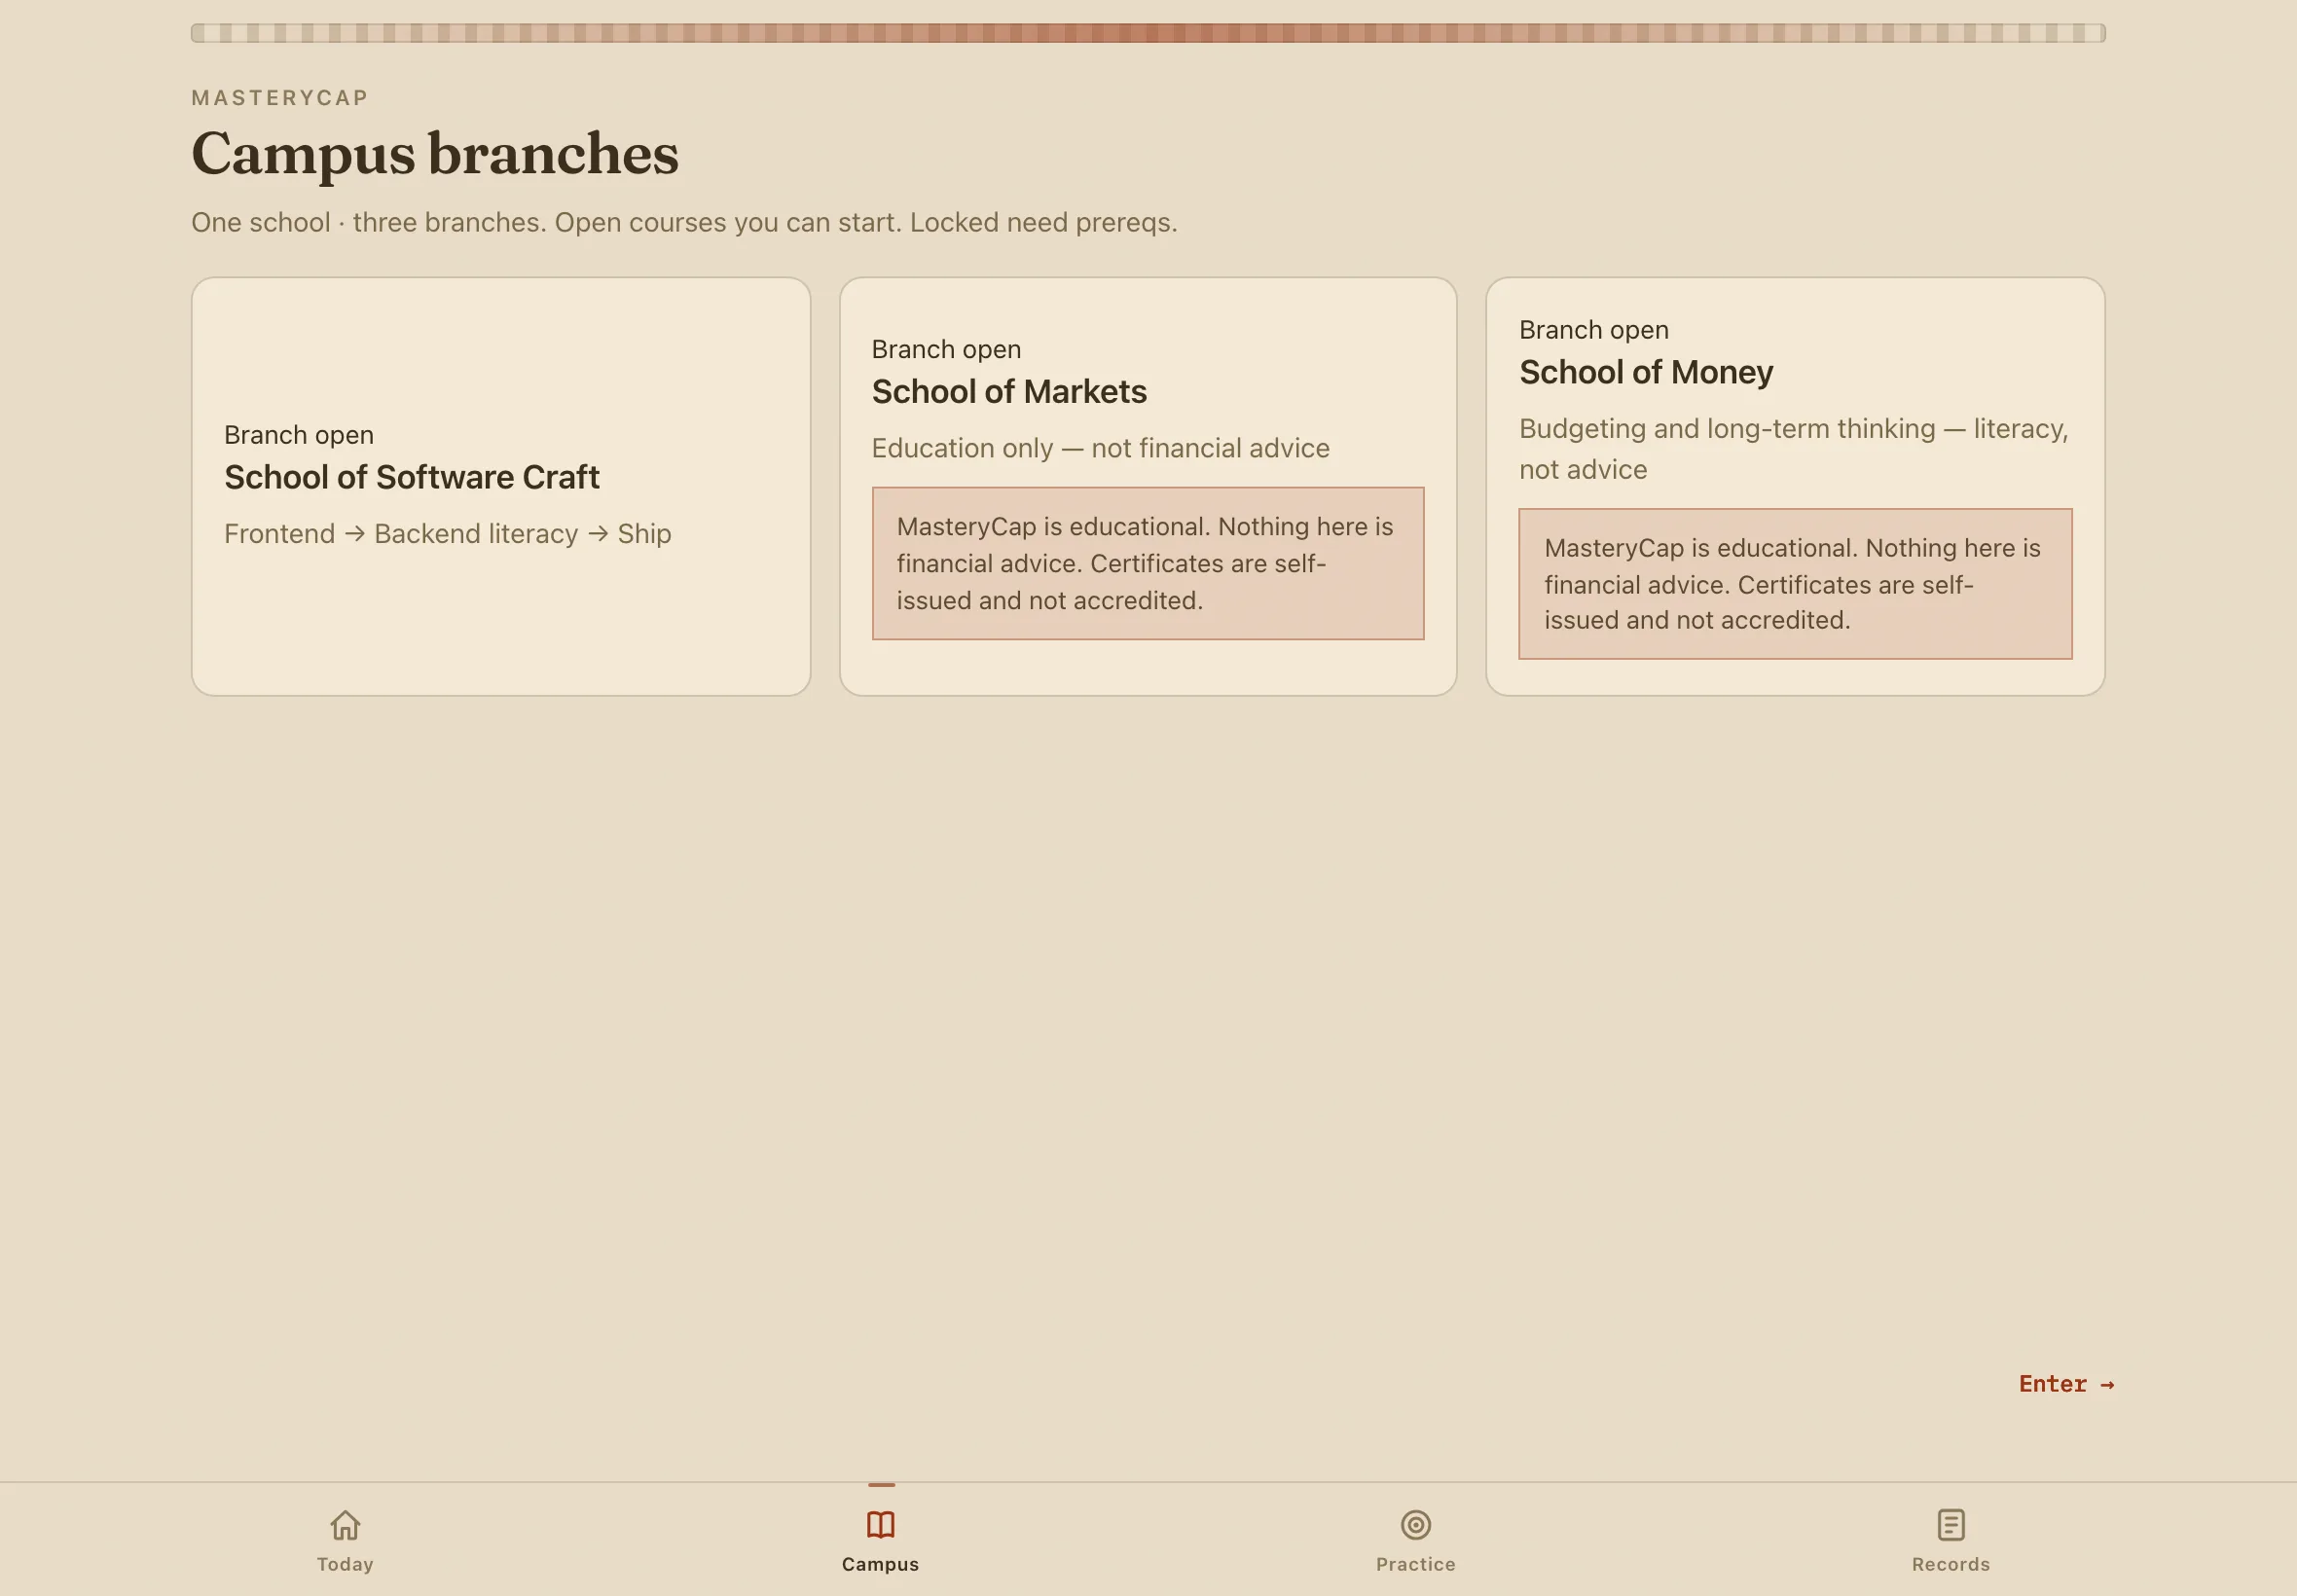 MASTERYCAP
Campus branches
One school · three branches. Open courses you can start. Locked need prereqs.
Branch open
School of Software Craft
Frontend → Backend literacy → Ship
Branch open
School of Markets
Education only — not financial advice
MasteryCap is educational. Nothing here is
financial advice. Certificates are self-
issued and not accredited.
Branch open
School of Money
Budgeting and long-term thinking — literacy,
not advice
MasteryCap is educational. Nothing here is
financial advice. Certificates are self-
issued and not accredited.
Enter →
Today
Campus
Practice
Records